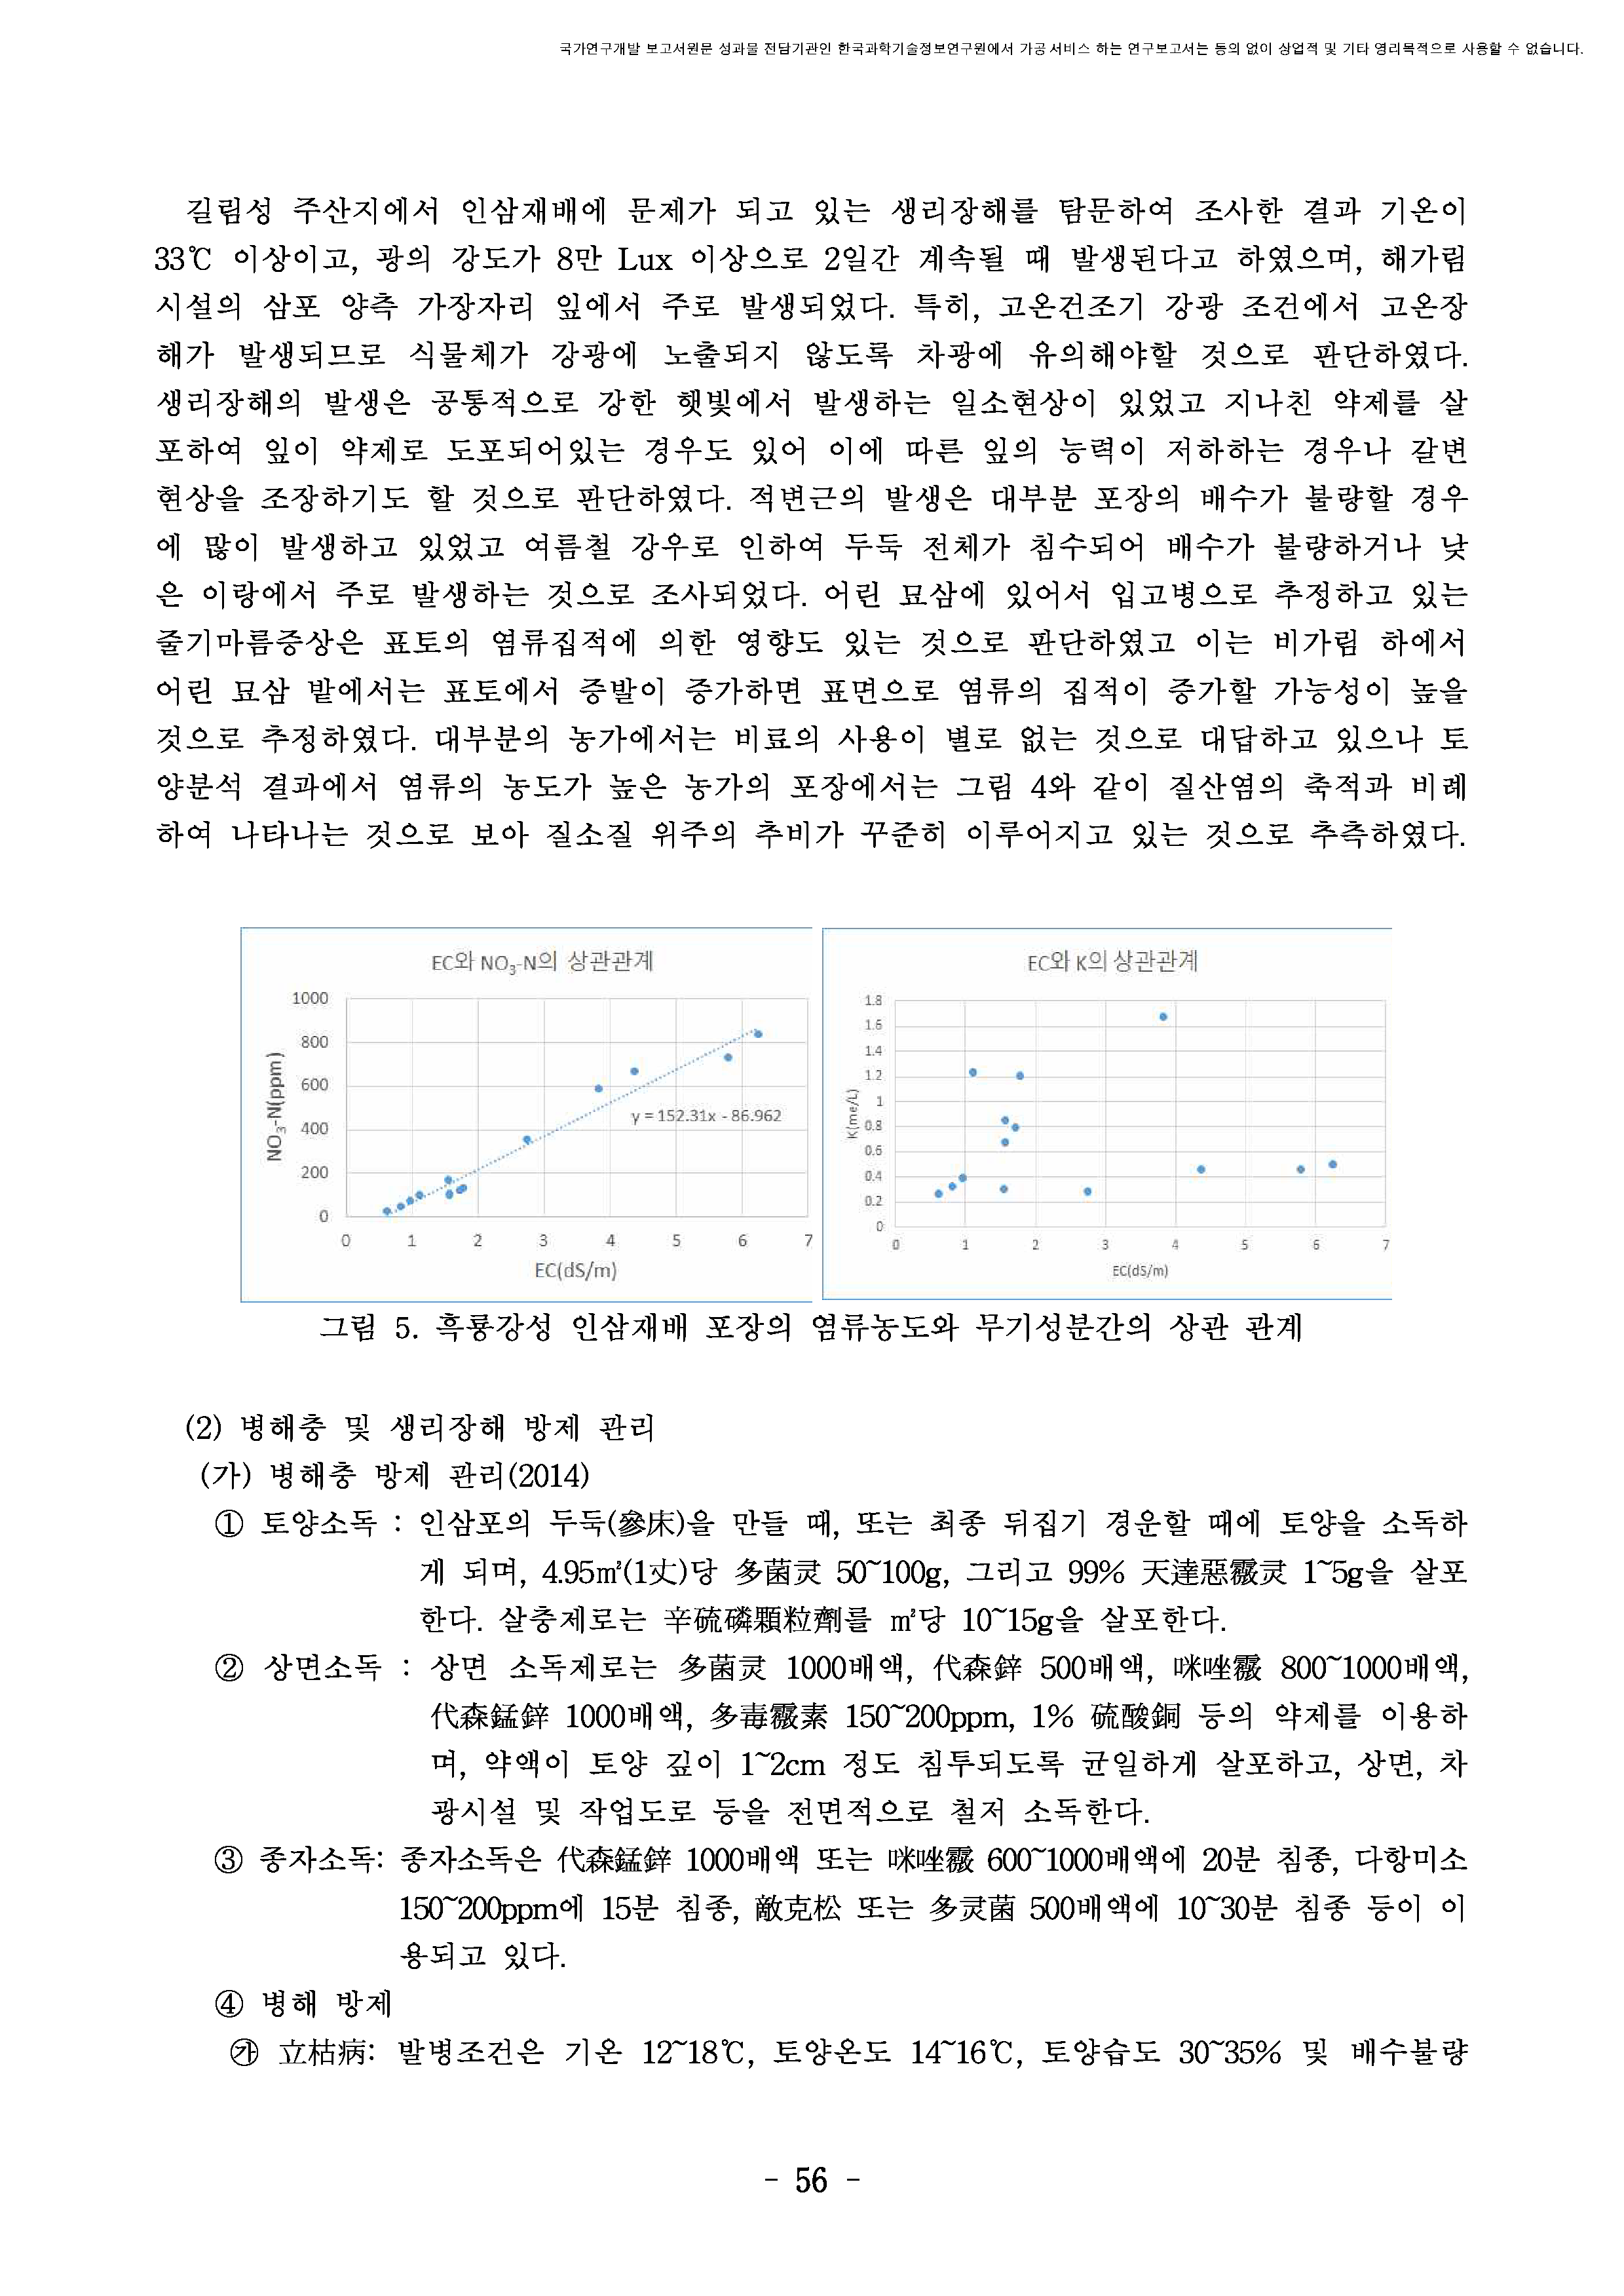 국가연구개발 보고서원문 성과물 전담기관인 한국과학기술정보연구원에서 가공·서비스 하는 연구보고서는 동의 없이 상업적 및 기타 영리목적으로 사용할 수 없습니다.
길림성 주산지에서 인삼재배에 문제가 되고 있는 생리장해를 탐문하여 조사한 결과 기온이
33℃ 이상이고, 광의 강도가 8만 Lux 이상으로 2일간 계속될 때 발생된다고 하였으며, 해가림
시설의 삼포 양측 가장자리 잎에서 주로 발생되었다. 특히, 고온건조기 강광 조건에서 고온장
해가 발생되므로 식물체가 강광에 노출되지 않도록 차광에 유의해야할 것으로 판단하였다.
생리장해의 발생은 공통적으로 강한 햇빛에서 발생하는 일소현상이 있었고 지나친 약제를 살
포하여 잎이 약제로 도포되어있는 경우도 있어 이에 따른 잎의 능력이 저하하는 경우나 갈변
현상을 조장하기도 할 것으로 판단하였다. 적변근의 발생은 대부분 포장의 배수가 불량할 경우
에 많이 발생하고 있었고 여름철 강우로 인하여 두둑 전체가 침수되어 배수가 불량하거나 낮
은 이랑에서 주로 발생하는 것으로 조사되었다. 어린 묘삼에 있어서 입고병으로 추정하고 있는
줄기마름증상은 표토의 염류집적에 의한 영향도 있는 것으로 판단하였고 이는 비가림 하에서
어린 묘삼 밭에서는 표토에서 증발이 증가하면 표면으로 염류의 집적이 증가할 가능성이 높을
것으로 추정하였다. 대부분의 농가에서는 비료의 사용이 별로 없는 것으로 대답하고 있으나 토
양분석 결과에서 염류의 농도가 높은 농가의 포장에서는 그림 4와 같이 질산염의 축적과 비례
하여 나타나는 것으로 보아 질소질 위주의 추비가 꾸준히 이루어지고 있는 것으로 추측하였다.
EC와 NO₃-N의 상관관계
1000
800
600
400
200
0
NO₃-N(ppm)
y = 152.31x - 86.962
0 1 2 3 4 5 6 7
EC(dS/m)
EC와 K의 상관관계
1.8
1.6
1.4
1.2
1
0.8
0.6
0.4
0.2
0
K(me/L)
0 1 2 3 4 5 6 7
EC(dS/m)
그림 5. 흑룡강성 인삼재배 포장의 염류농도와 무기성분간의 상관 관계
(2) 병해충 및 생리장해 방제 관리
(가) 병해충 방제 관리(2014)
① 토양소독 : 인삼포의 두둑(參床)을 만들 때, 또는 최종 뒤집기 경운할 때에 토양을 소독하
게 되며, 4.95㎡(1丈)당 多菌灵 50~100g, 그리고 99% 天達惡霰灵 1~5g을 살포
한다. 살충제로는 辛硫磷顆粒劑를 ㎡당 10~15g을 살포한다.
② 상면소독 : 상면 소독제로는 多菌灵 1000배액, 代森鋅 500배액, 咪唑霰 800~1000배액,
代森錳鋅 1000배액, 多毒霰素 150~200ppm, 1% 硫酸銅 등의 약제를 이용하
며, 약액이 토양 깊이 1~2cm 정도 침투되도록 균일하게 살포하고, 상면, 차
광시설 및 작업도로 등을 전면적으로 철저 소독한다.
③ 종자소독: 종자소독은 代森錳鋅 1000배액 또는 咪唑霰 600~1000배액에 20분 침종, 다항미소
150~200ppm에 15분 침종, 敵克松 또는 多灵菌 500배액에 10~30분 침종 등이 이
용되고 있다.
④ 병해 방제
㉮ 立枯病: 발병조건은 기온 12~18℃, 토양온도 14~16℃, 토양습도 30~35% 및 배수불량
- 56 -